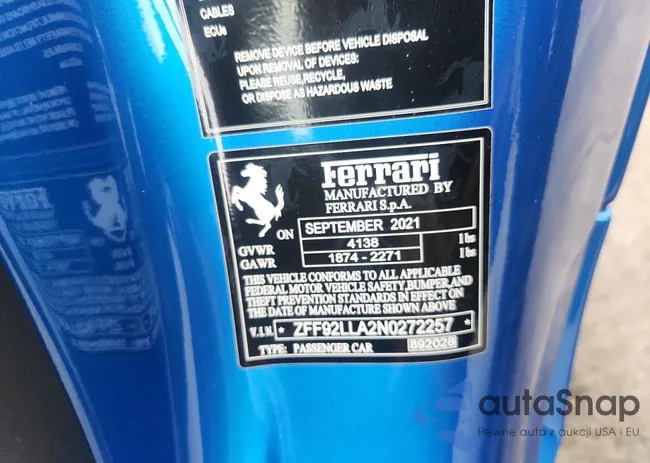 CABLES
ECUs
REMOVE DEVICE BEFORE VEHICLE DISPOSAL
UPON REMOVAL OF DEVICES:
PLEASE REUSE, RECYCLE,
OR DISPOSE AS HAZARDOUS WASTE
Ferrari
MANUFACTURED BY
FERRARI S.p.A.
ON SEPTEMBER 2021
GVWR 4138 lbs
GAWR 1874 - 2271 lbs
THIS VEHICLE CONFORMS TO ALL APPLICABLE
FEDERAL MOTOR VEHICLE SAFETY, BUMPER, AND
THEFT PREVENTION STANDARDS IN EFFECT ON
THE DATE OF MANUFACTURE SHOWN ABOVE
V.I.N. * ZFF92LLA2N0272257 *
TYPE: PASSENGER CAR 892028
autaSnap
Pewne auta z aukcji USA i EU